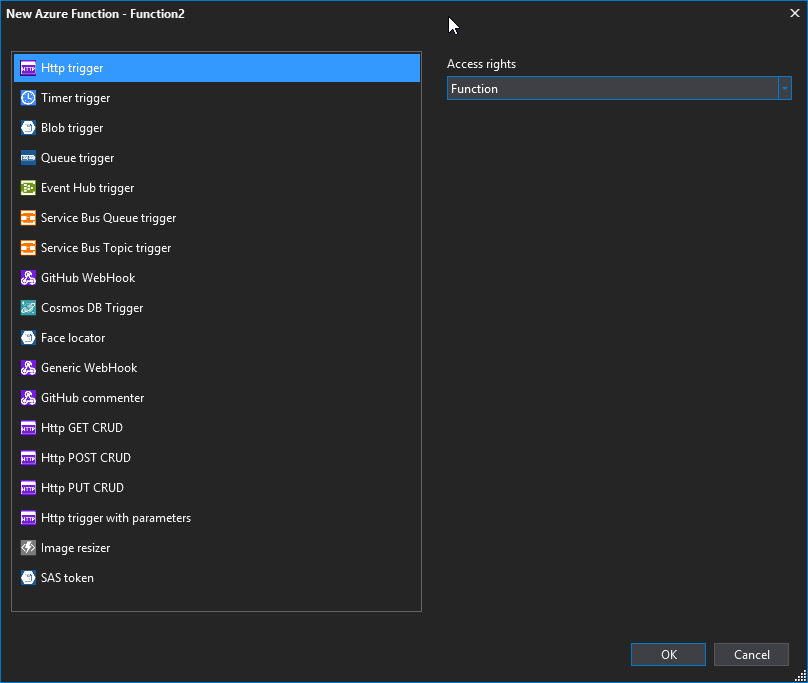 New Azure Function - Function2
Http trigger
Timer trigger
Blob trigger
Queue trigger
Event Hub trigger
Service Bus Queue trigger
Service Bus Topic trigger
GitHub WebHook
Cosmos DB Trigger
Face locator
Generic WebHook
GitHub commenter
Http GET CRUD
Http POST CRUD
Http PUT CRUD
Http trigger with parameters
Image resizer
SAS token
Access rights
Function
OK
Cancel